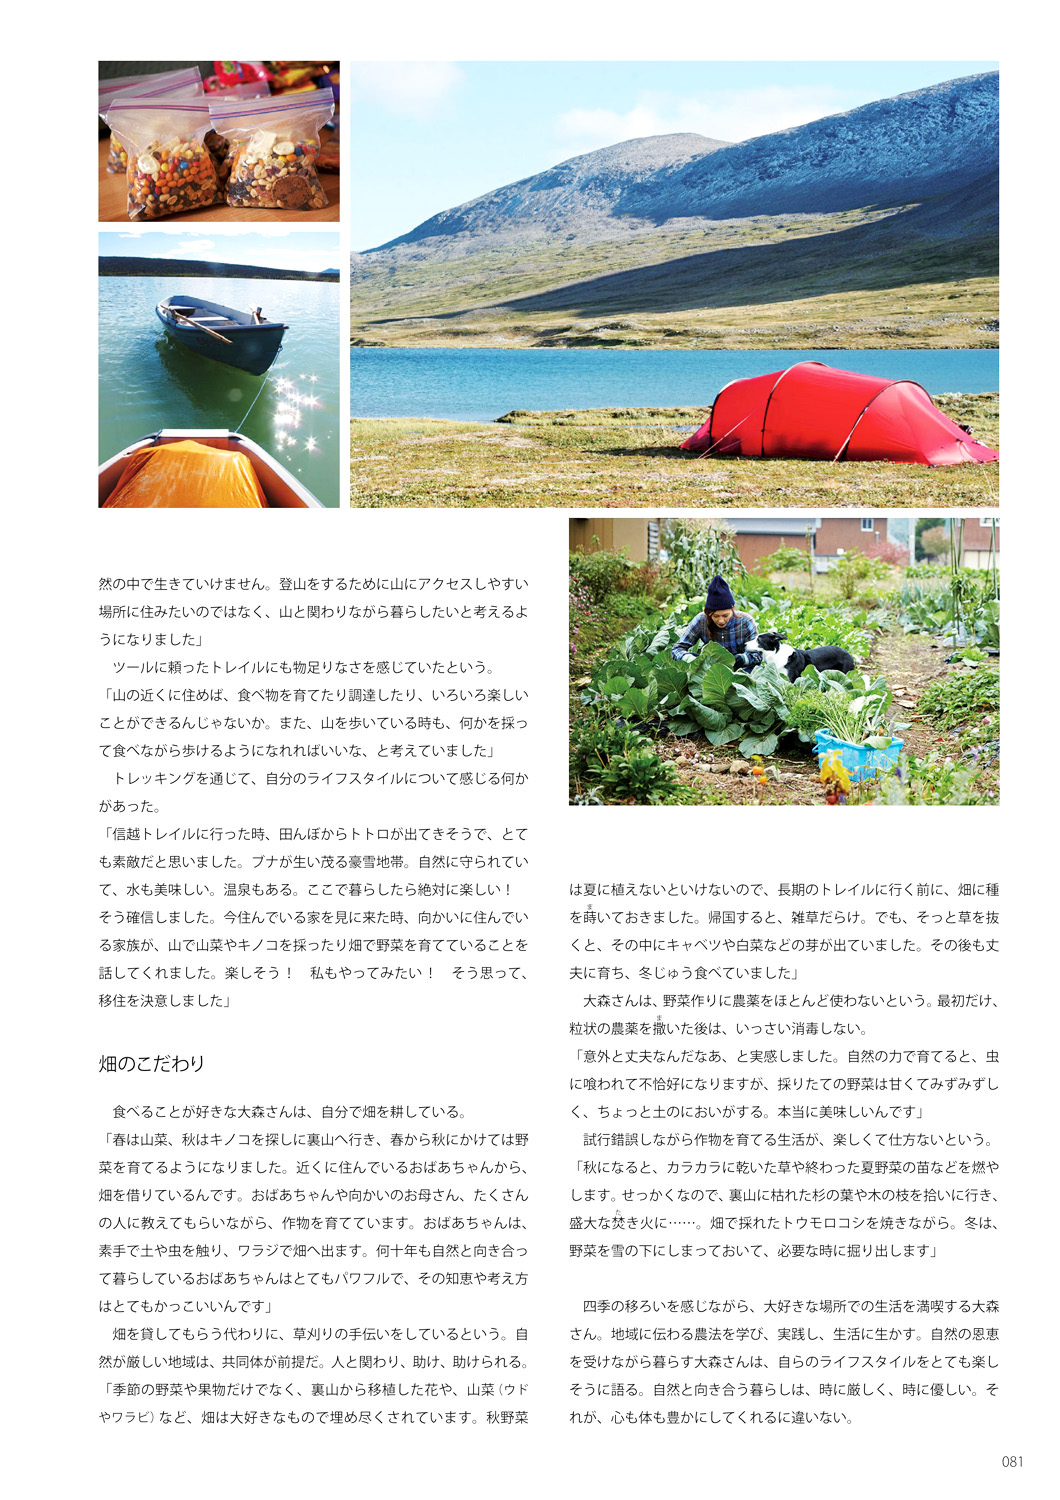 然の中で生きていけません。登山をするために山にアクセスしやすい
場所に住みたいのではなく、山と関わりながら暮らしたいと考えるよ
うになりました」
　ツールに頼ったトレイルにも物足りなさを感じていたという。
「山の近くに住めば、食べ物を育てたり調達したり、いろいろ楽しい
ことができるんじゃないか。また、山を歩いている時も、何かを採っ
て食べながら歩けるようになれればいいな、と考えていました」
　トレッキングを通じて、自分のライフスタイルについて感じる何か
があった。
「信越トレイルに行った時、田んぼからトトロが出てきそうで、とて
も素敵だと思いました。ブナが生い茂る豪雪地帯。自然に守られてい
て、水も美味しい。温泉もある。ここで暮らしたら絶対に楽しい！
そう確信しました。今住んでいる家を見に来た時、向かいに住んでい
る家族が、山で山菜やキノコを採ったり畑で野菜を育てていることを
話してくれました。楽しそう！　私もやってみたい！　そう思って、
移住を決意しました」
畑のこだわり
　食べることが好きな大森さんは、自分で畑を耕している。
「春は山菜、秋はキノコを探しに裏山へ行き、春から秋にかけては野
菜を育てるようになりました。近くに住んでいるおばあちゃんから、
畑を借りているんです。おばあちゃんや向かいのお母さん、たくさん
の人に教えてもらいながら、作物を育てています。おばあちゃんは、
素手で土や虫を触り、ワラジで畑へ出ます。何十年も自然と向き合っ
て暮らしているおばあちゃんはとてもパワフルで、その知恵や考え方
はとてもかっこいいんです」
　畑を貸してもらう代わりに、草刈りの手伝いをしているという。自
然が厳しい地域は、共同体が前提だ。人と関わり、助け、助けられる。
「季節の野菜や果物だけでなく、裏山から移植した花や、山菜（ウド
やワラビ）など、畑は大好きなもので埋め尽くされています。秋野菜
は夏に植えないといけないので、長期のトレイルに行く前に、畑に種
ま
を蒔いておきました。帰国すると、雑草だらけ。でも、そっと草を抜
くと、その中にキャベツや白菜などの芽が出ていました。その後も丈
夫に育ち、冬じゅう食べていました」
　大森さんは、野菜作りに農薬をほとんど使わないという。最初だけ、
ま
粒状の農薬を撒いた後は、いっさい消毒しない。
「意外と丈夫なんだなあ、と実感しました。自然の力で育てると、虫
に喰われて不恰好になりますが、採りたての野菜は甘くてみずみずし
く、ちょっと土のにおいがする。本当に美味しいんです」
　試行錯誤しながら作物を育てる生活が、楽しくて仕方ないという。
「秋になると、カラカラに乾いた草や終わった夏野菜の苗などを燃や
します。せっかくなので、裏山に枯れた杉の葉や木の枝を拾いに行き、
た
盛大な焚き火に……。畑で採れたトウモロコシを焼きながら。冬は、
野菜を雪の下にしまっておいて、必要な時に掘り出します」
　四季の移ろいを感じながら、大好きな場所での生活を満喫する大森
さん。地域に伝わる農法を学び、実践し、生活に生かす。自然の恩恵
を受けながら暮らす大森さんは、自らのライフスタイルをとても楽し
そうに語る。自然と向き合う暮らしは、時に厳しく、時に優しい。そ
れが、心も体も豊かにしてくれるに違いない。
081